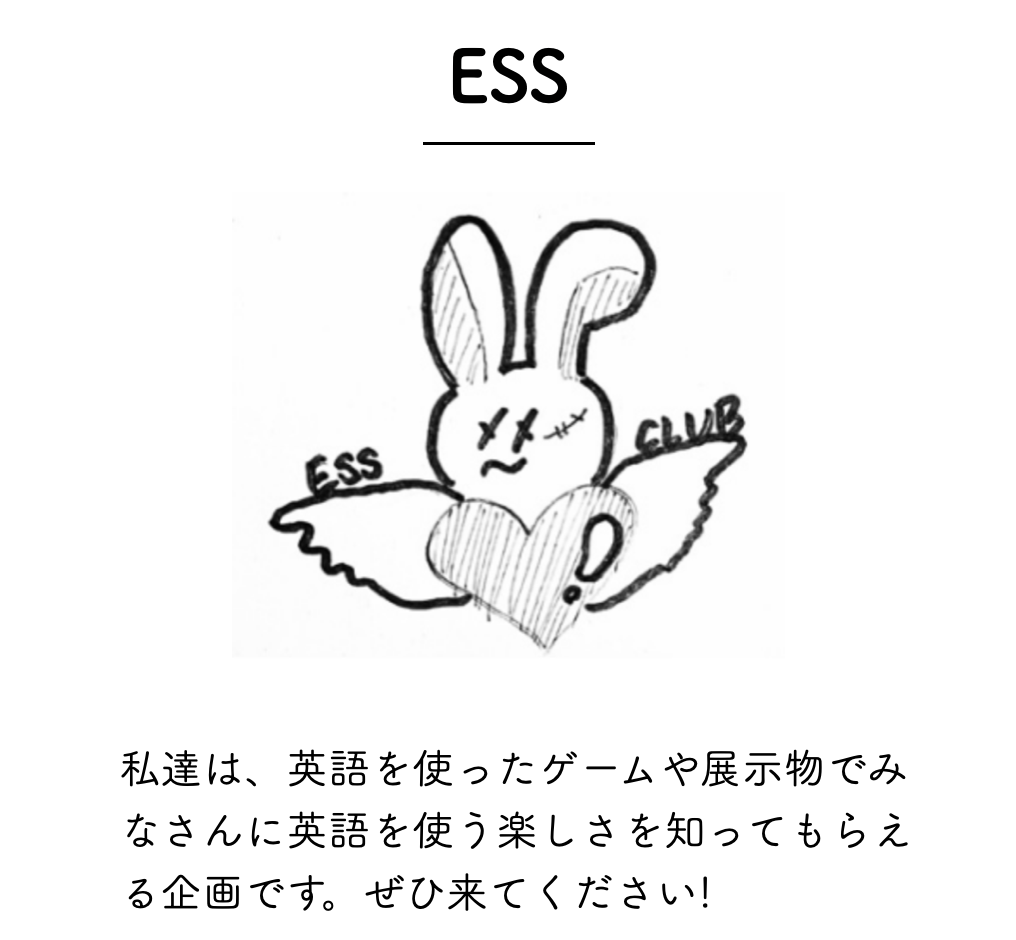 ESS
ESS
CLUB
私達は、英語を使ったゲームや展示物でみ
なさんに英語を使う楽しさを知ってもらえ
る企画です。ぜひ来てください!